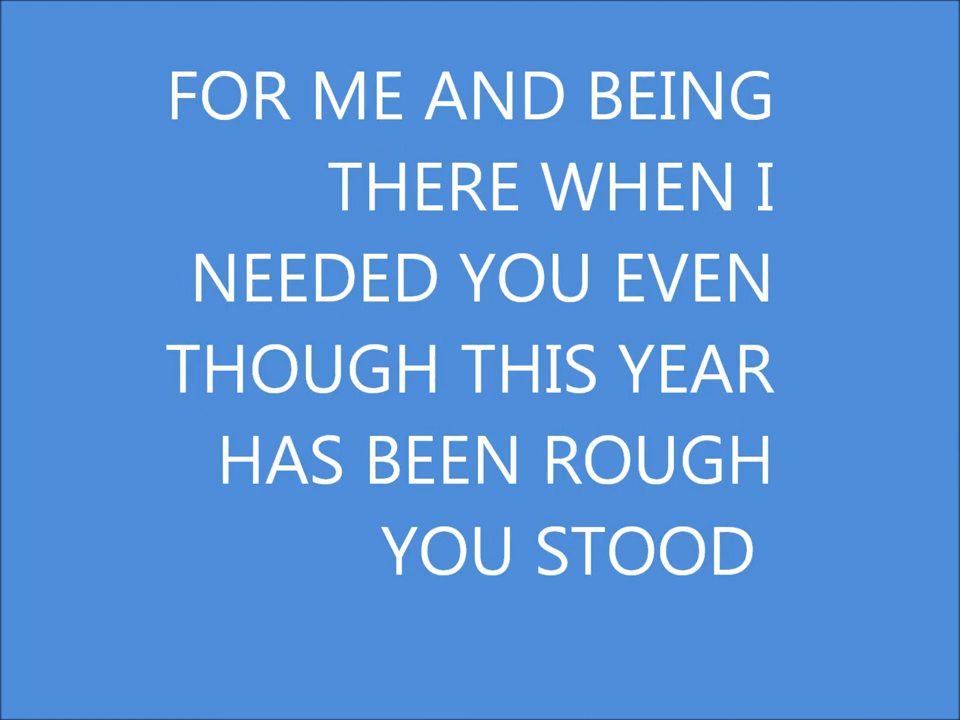 FOR ME AND BEING
THERE WHEN I
NEEDED YOU EVEN
THOUGH THIS YEAR
HAS BEEN ROUGH
YOU STOOD